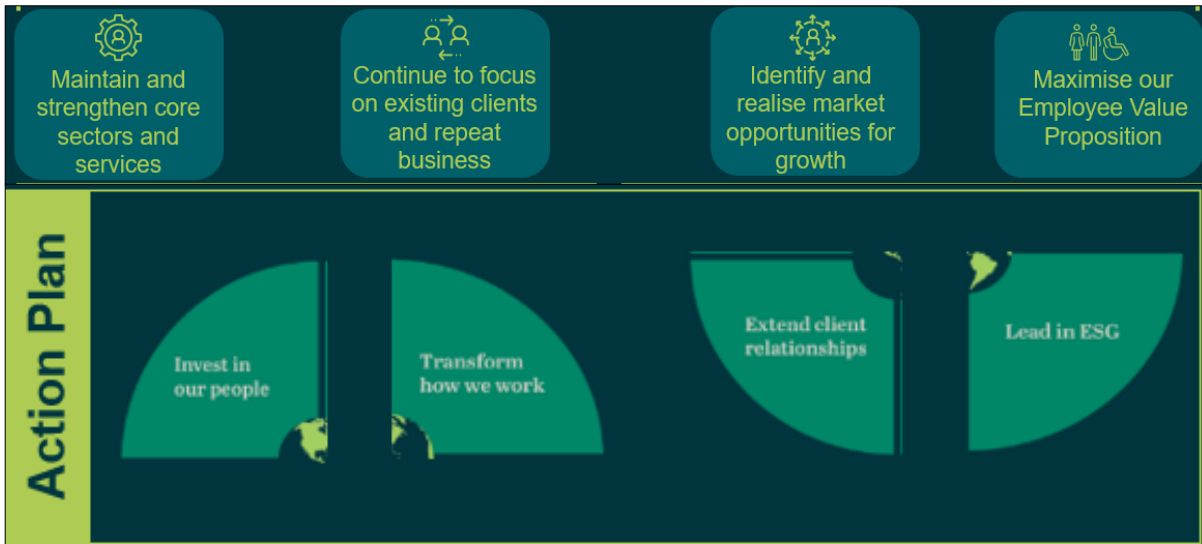 Maintain and
strengthen core
sectors and
services
Continue to focus
on existing clients
and repeat
business
Identify and
realise market
opportunities for
growth
Maximise our
Employee Value
Proposition
Action Plan
Invest in
our people
Transform
how we work
Extend client
relationships
Lead in ESG